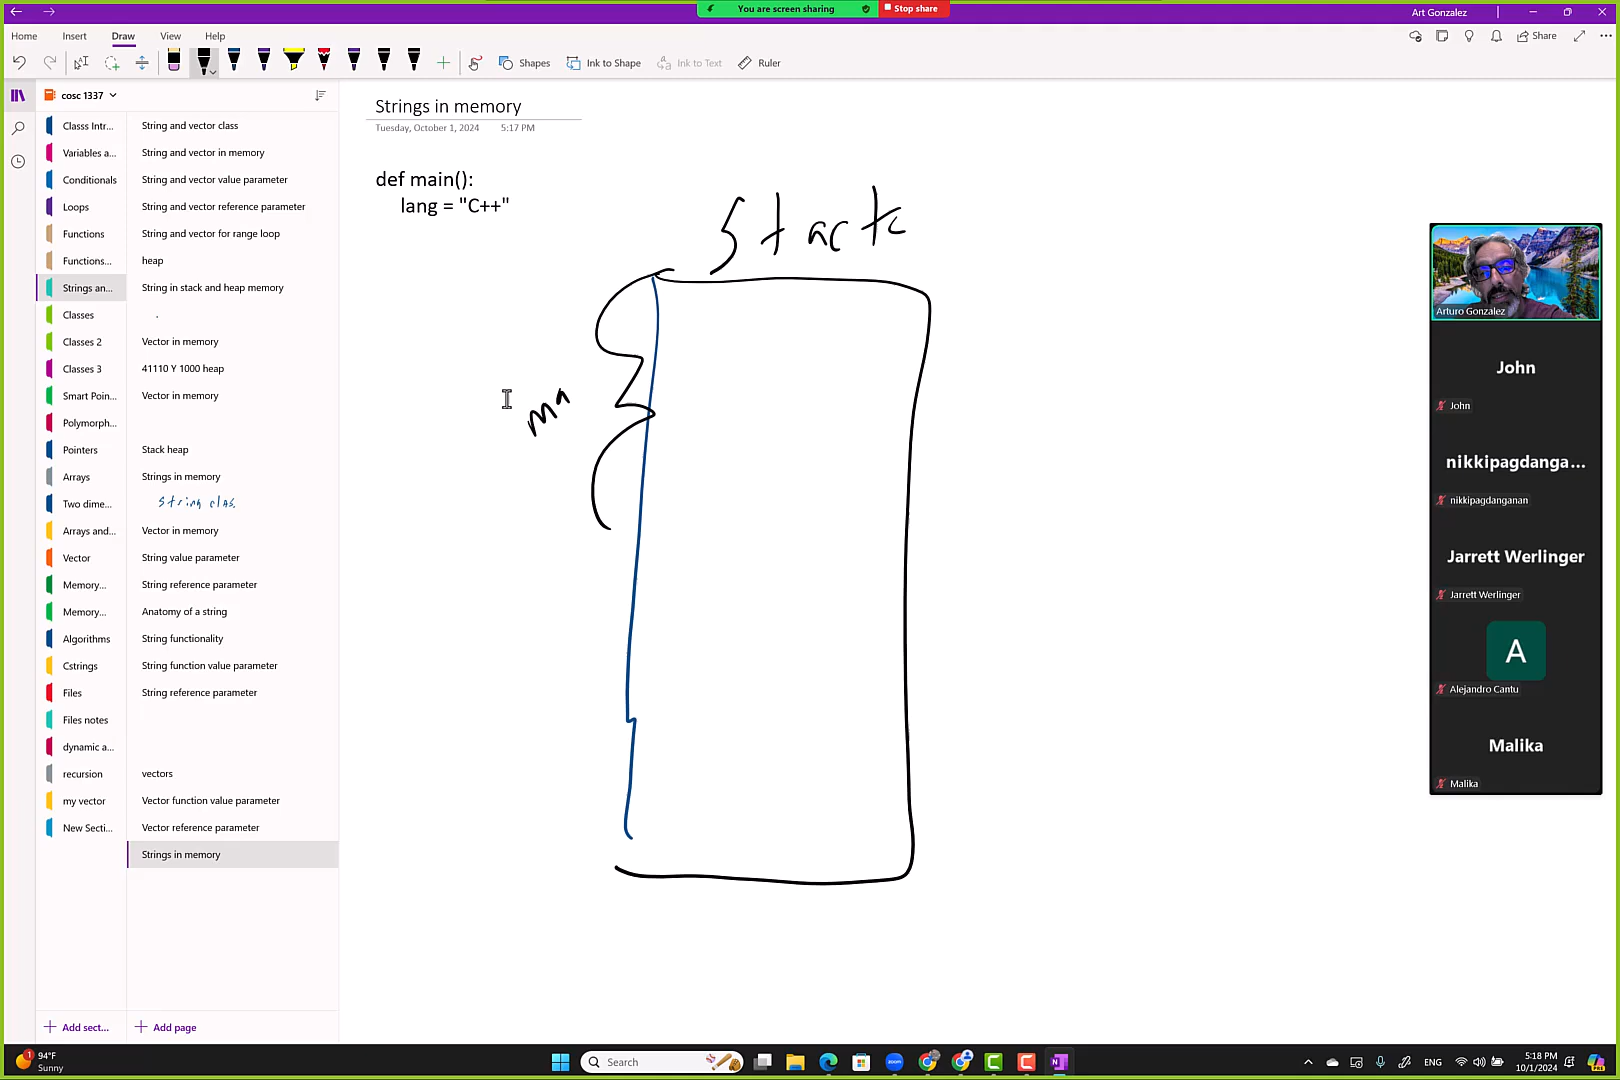 You are screen sharing
Stop share
Art Gonzalez
Home
Insert
Draw
View
Help
Share
Shapes
Ink to Shape
Ink to Text
Ruler
cosc 1337
Classs Intr...
Variables a...
Conditionals
Loops
Functions
Functions...
Strings an...
Classes
Classes 2
Classes 3
Smart Poin...
Polymorph...
Pointers
Arrays
Two dime...
Arrays and...
Vector
Memory...
Memory...
Algorithms
Cstrings
Files
Files notes
dynamic a...
recursion
my vector
New Secti...
Add sect...
String and vector class
String and vector in memory
String and vector value parameter
String and vector reference parameter
String and vector for range loop
heap
String in stack and heap memory
.
Vector in memory
41110 Y 1000 heap
Vector in memory
Stack heap
Strings in memory
String clas.
Vector in memory
String value parameter
String reference parameter
Anatomy of a string
String functionality
String function value parameter
String reference parameter
vectors
Vector function value parameter
Vector reference parameter
Strings in memory
Add page
Strings in memory
Tuesday, October 1, 2024 5:17 PM
def main():
lang = "C++"
Stack
ma
Arturo Gonzalez
John
John
nikkipagdanga...
nikkipagdanganan
Jarrett Werlinger
Jarrett Werlinger
A
Alejandro Cantu
Malika
Malika
1
94°F
Sunny
Search
zoom
ENG
5:18 PM
10/1/2024